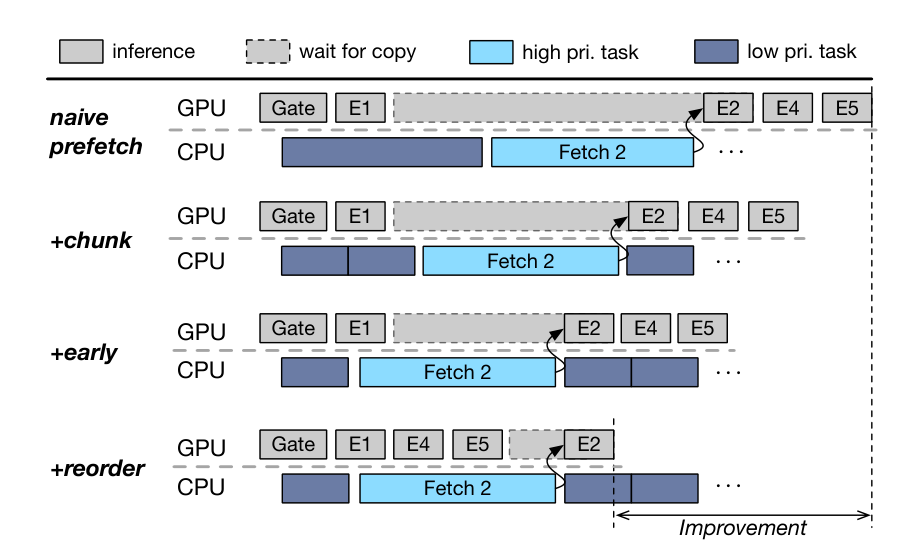 inference wait for copy high pri. task low pri. task
naive prefetch
GPU Gate E1 E2 E4 E5
CPU Fetch 2 ...
+chunk
GPU Gate E1 E2 E4 E5
CPU Fetch 2 ...
+early
GPU Gate E1 E2 E4 E5
CPU Fetch 2 ...
+reorder
GPU Gate E1 E4 E5 E2
CPU Fetch 2 ...
Improvement